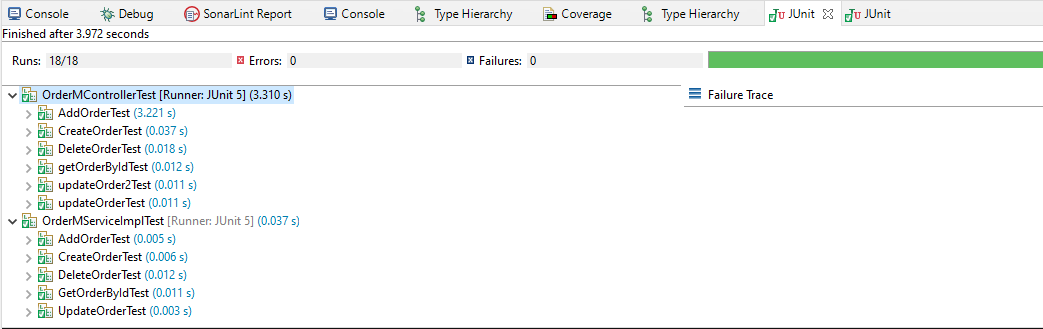 Console Debug SonarLint Report Console Type Hierarchy Coverage Type Hierarchy JU JUnit JU JUnit
Finished after 3.972 seconds
Runs: 18/18 Errors: 0 Failures: 0
OrderMControllerTest [Runner: JUnit 5] (3.310 s)
Failure Trace
AddOrderTest (3.221 s)
CreateOrderTest (0.037 s)
DeleteOrderTest (0.018 s)
getOrderByIdTest (0.012 s)
updateOrder2Test (0.011 s)
updateOrderTest (0.011 s)
OrderMServiceImplTest [Runner: JUnit 5] (0.037 s)
AddOrderTest (0.005 s)
CreateOrderTest (0.006 s)
DeleteOrderTest (0.012 s)
GetOrderByIdTest (0.011 s)
UpdateOrderTest (0.003 s)